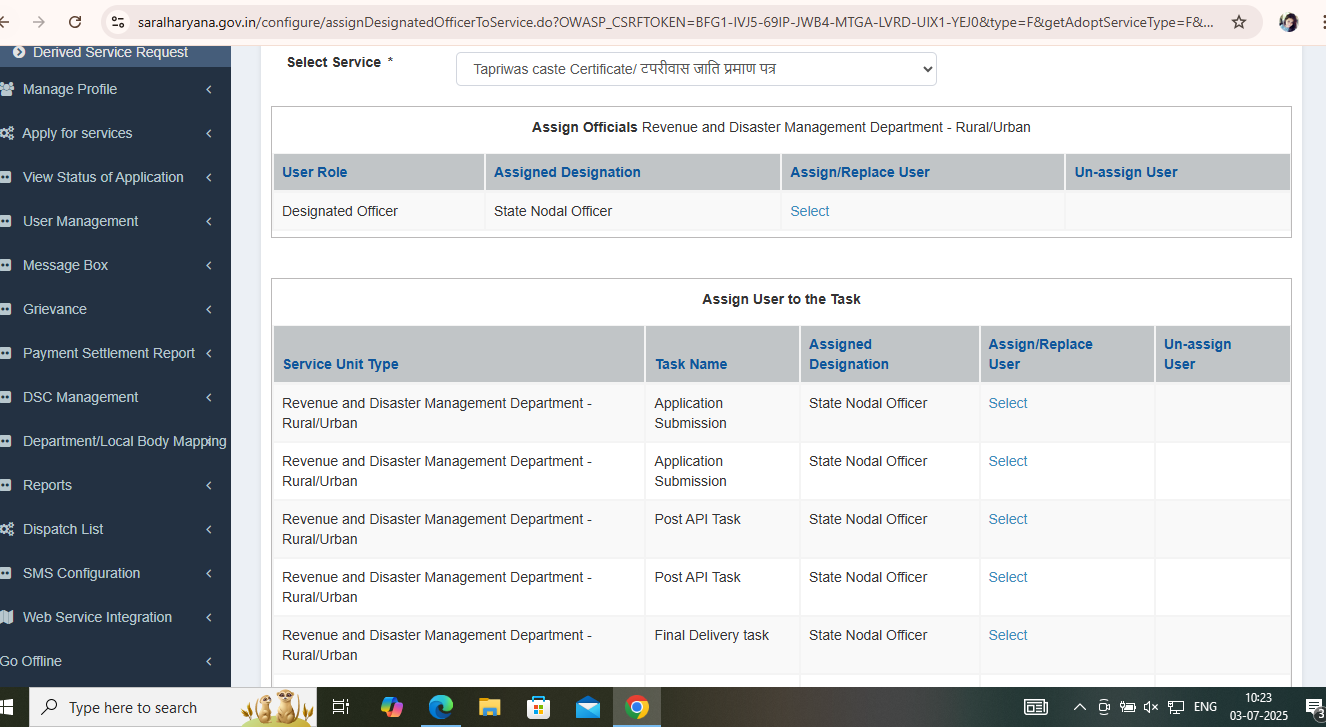 saralharyana.gov.in/configure/assignDesignatedOfficerToService.do?OWASP_CSRFTOKEN=BFG1-IVJ5-69IP-JWB4-MTGA-LVRD-UIX1-YEJ0&type=F&getAdoptServiceType=F&...
Derived Service Request
Manage Profile
Apply for services
View Status of Application
User Management
Message Box
Grievance
Payment Settlement Report
DSC Management
Department/Local Body Mapping
Reports
Dispatch List
SMS Configuration
Web Service Integration
Go Offline
Select Service *
Tapriwas caste Certificate/ टपरीवास जाति प्रमाण पत्र
Assign Officials Revenue and Disaster Management Department - Rural/Urban
User Role Assigned Designation Assign/Replace User Un-assign User
Designated Officer State Nodal Officer Select
Assign User to the Task
Service Unit Type Task Name Assigned Designation Assign/Replace User Un-assign User
Revenue and Disaster Management Department - Application State Nodal Officer Select
Rural/Urban Submission
Revenue and Disaster Management Department - Application State Nodal Officer Select
Rural/Urban Submission
Revenue and Disaster Management Department - Post API Task State Nodal Officer Select
Rural/Urban
Revenue and Disaster Management Department - Post API Task State Nodal Officer Select
Rural/Urban
Revenue and Disaster Management Department - Final Delivery task State Nodal Officer Select
Rural/Urban
Type here to search
ENG
10:23
03-07-2025
3